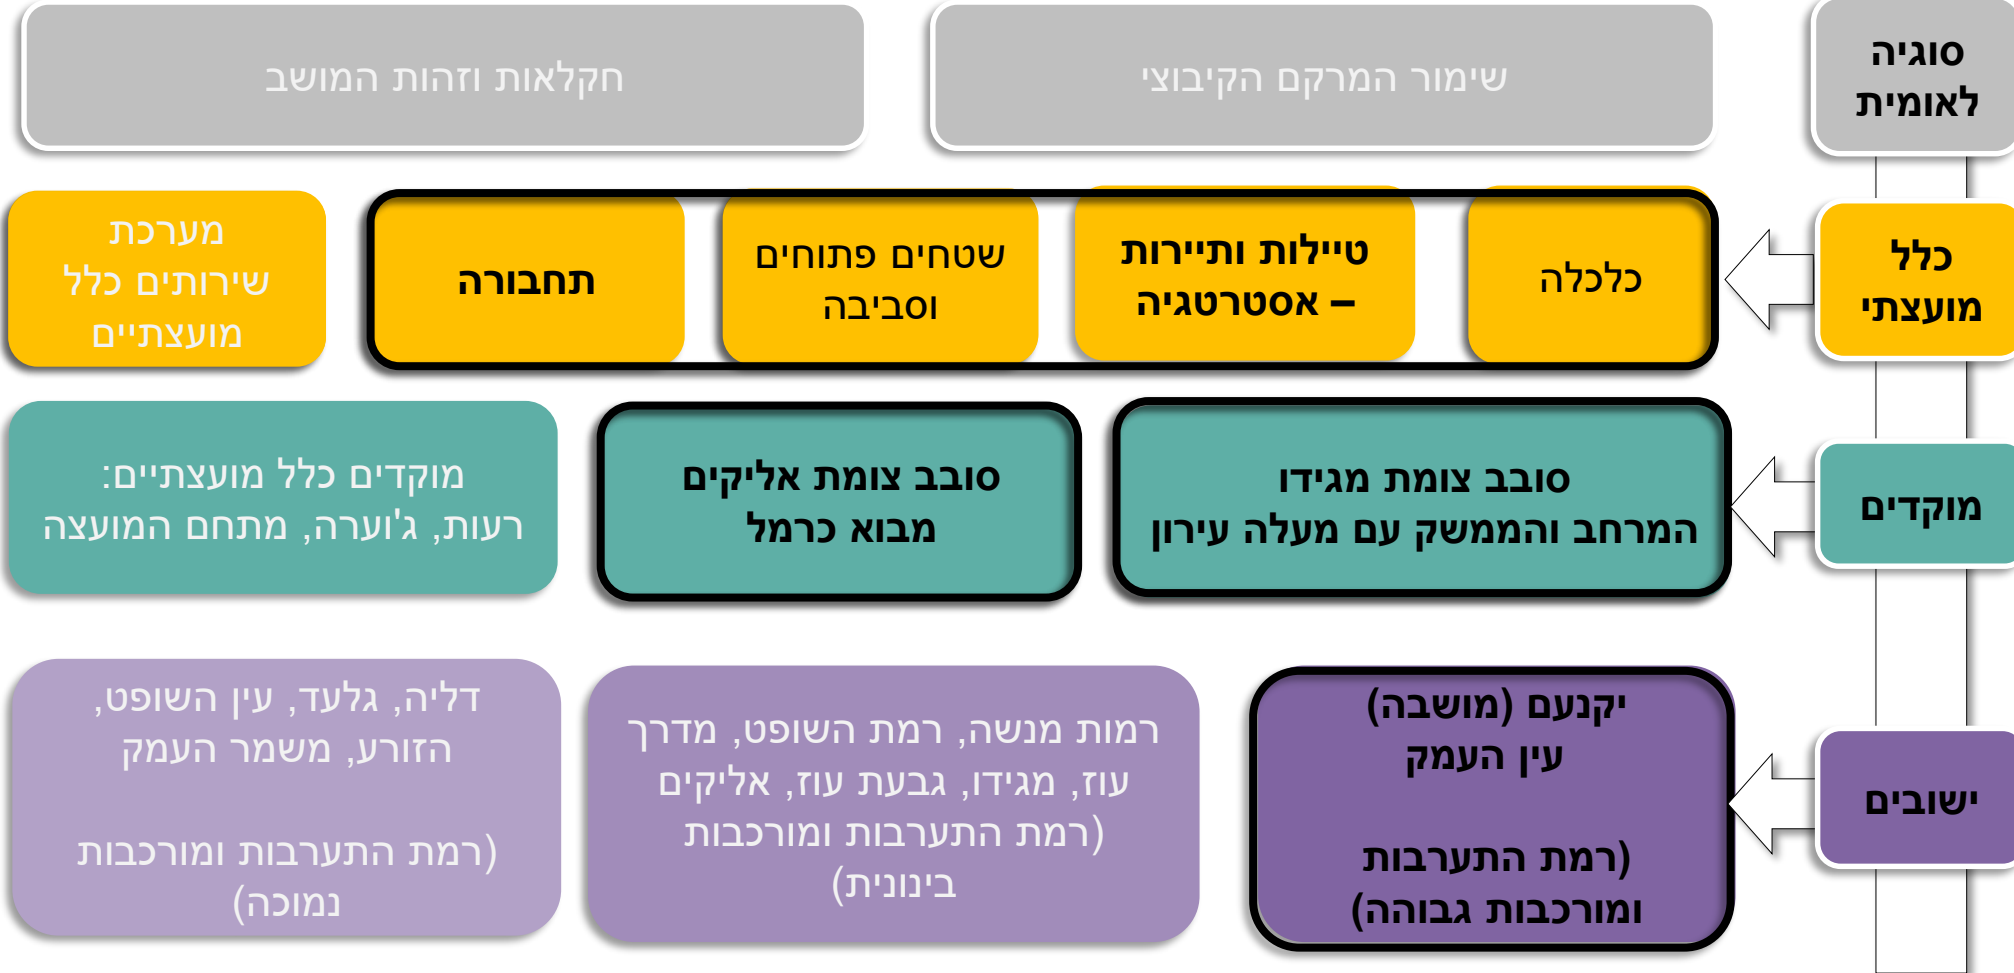 סוגיה
לאומית
שימור המרקם הקיבוצי
חקלאות וזהות המושב
כלל
מועצתי
כלכלה
טיילות ותיירות
– אסטרטגיה
שטחים פתוחים
וסביבה
תחבורה
מערכת
שירותים כלל
מועצתיים
מוקדים
סובב צומת מגידו
המרחב והממשק עם מעלה עירון
סובב צומת אליקים
מבוא כרמל
מוקדים כלל מועצתיים:
רעות, ג'וערה, מתחם המועצה
ישובים
יקנעם (מושבה)
עין העמק
(רמת התערבות
ומורכבות גבוהה)
רמות מנשה, רמת השופט, מדרך
עוז, מגידו, גבעת עוז, אליקים
(רמת התערבות ומורכבות
בינונית)
דליה, גלעד, עין השופט,
הזורע, משמר העמק
(רמת התערבות ומורכבות
נמוכה)